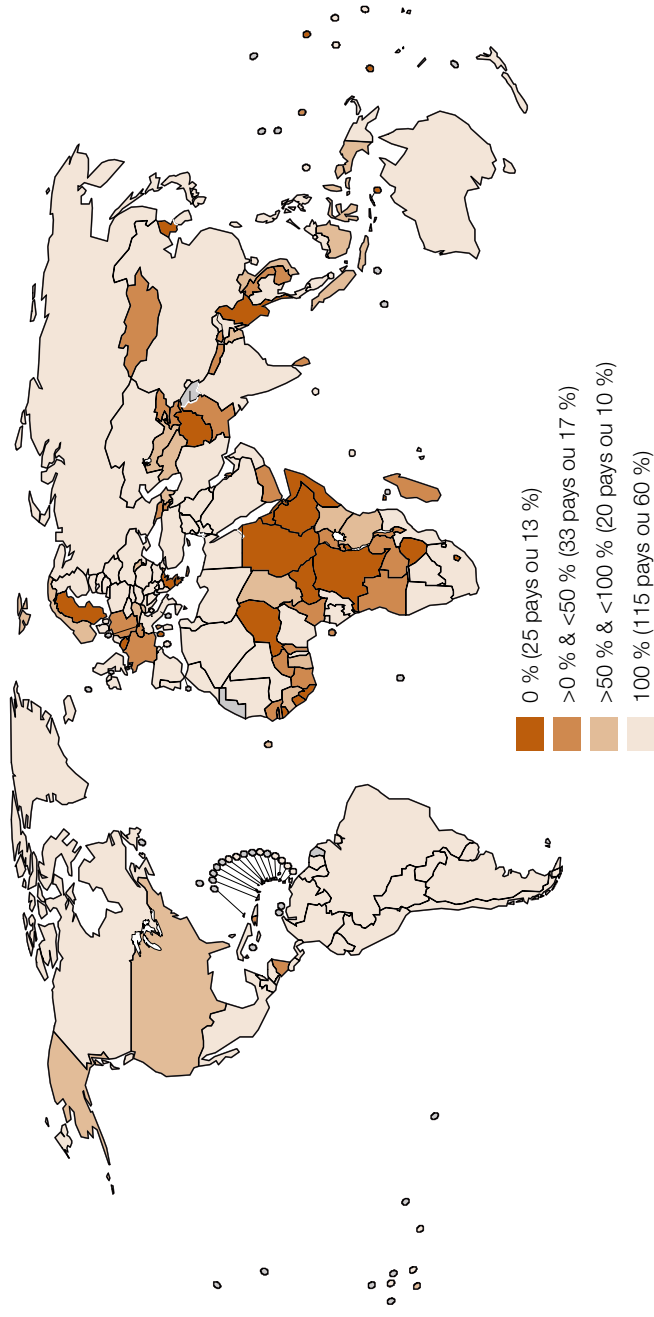 0 % (25 pays ou 13 %)
>0 % & <50 % (33 pays ou 17 %)
>50 % & <100 % (20 pays ou 10 %)
100 % (115 pays ou 60 %)